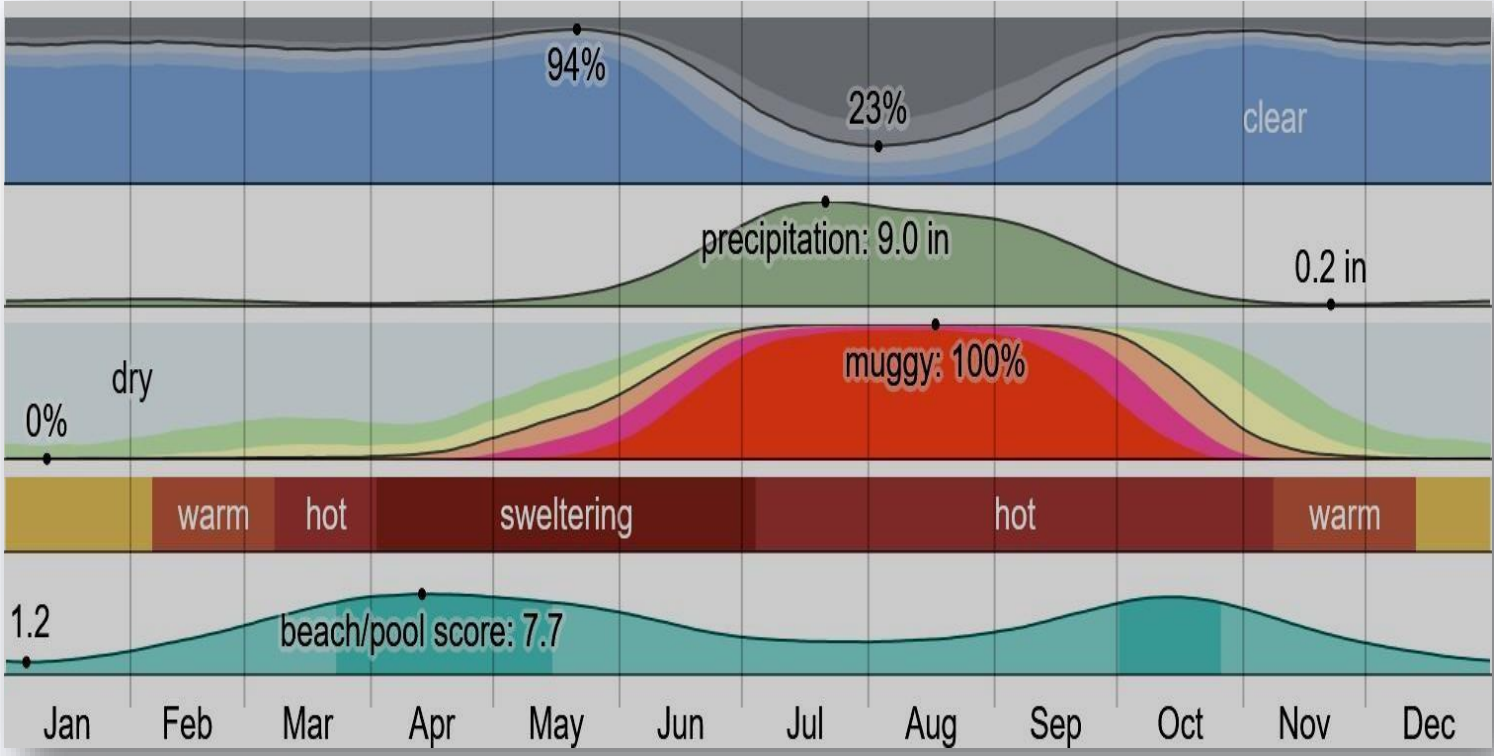 94%
23%
clear
precipitation: 9.0 in
0.2 in
dry
muggy: 100%
0%
warm hot sweltering hot warm
1.2
beach/pool score: 7.7
Jan Feb Mar Apr May Jun Jul Aug Sep Oct Nov Dec